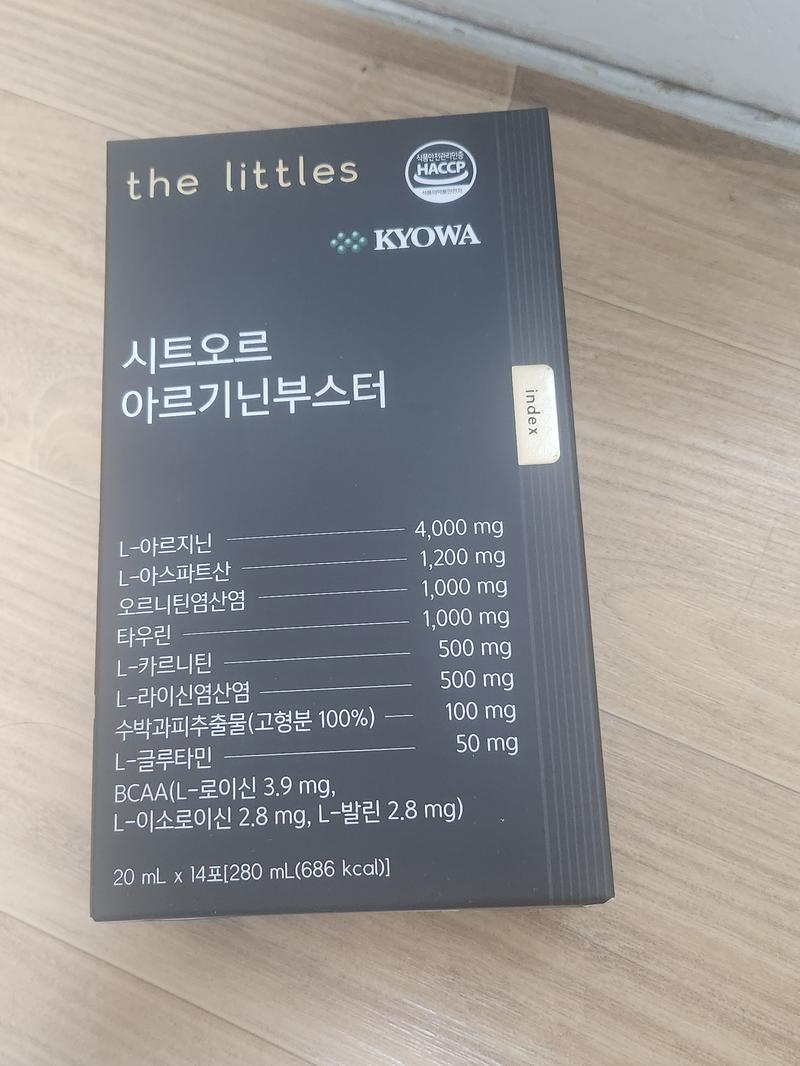 the littles
식품안전관리인증
HACCP
식품의약품안전처
KYOWA
시트오르
아르기닌부스터
index
L-아르지닌 4,000 mg
L-아스파트산 1,200 mg
오르니틴염산염 1,000 mg
타우린 1,000 mg
L-카르니틴 500 mg
L-라이신염산염 500 mg
수박과피추출물(고형분 100%) 100 mg
L-글루타민 50 mg
BCAA(L-로이신 3.9 mg,
L-이소로이신 2.8 mg, L-발린 2.8 mg)
20 mL x 14포[280 mL(686 kcal)]